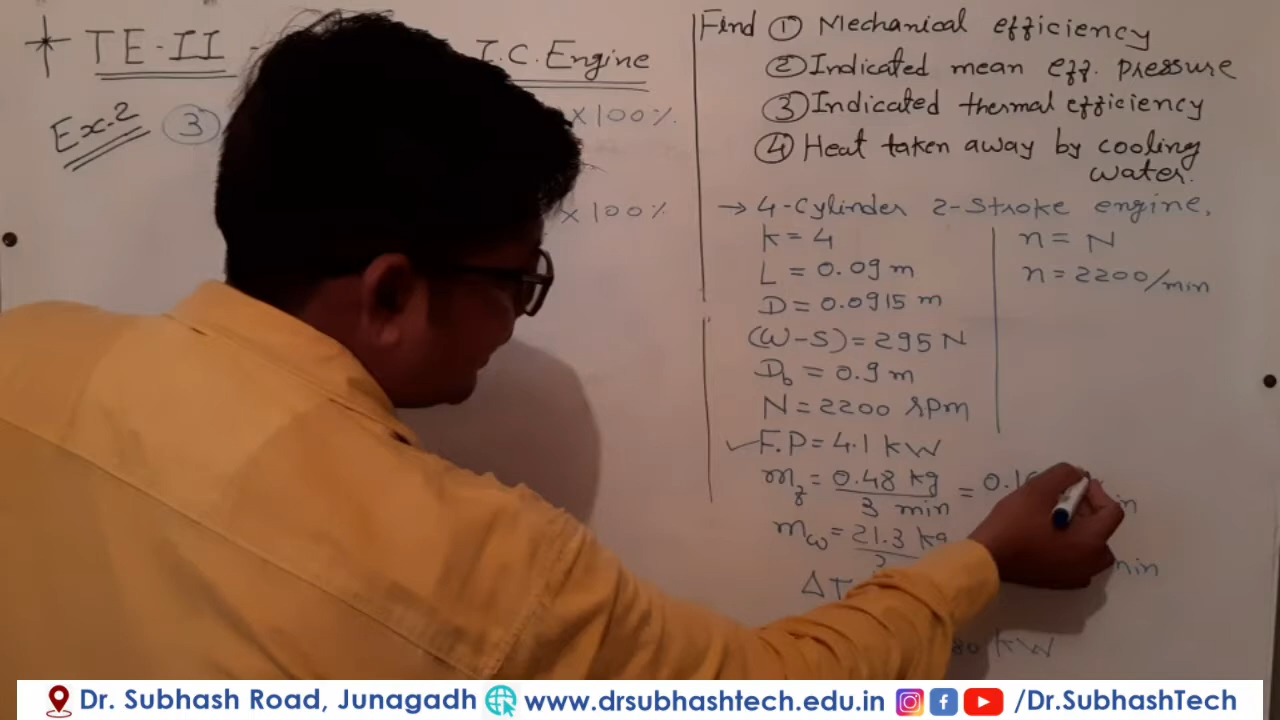 TE-II - I.C. Engine
Ex.2 ③
×100%.
×100%
Find ① Mechanical efficiency
② Indicated mean eff. pressure
③ Indicated thermal efficiency
④ Heat taken away by cooling
water.
→ 4-Cylinder 2-Stroke engine.
k = 4
L = 0.09 m
D = 0.0915 m
(W-S) = 295 N
D_b = 0.9 m
N = 2200 rpm
n = N
n = 2200/min
✓ F.P = 4.1 kW
m_f = 0.48 kg / 3 min = 0.1
m_w = 21.3 kg
min
ΔT
80 kW
Dr. Subhash Road, Junagadh www.drsubhashtech.edu.in /Dr.SubhashTech